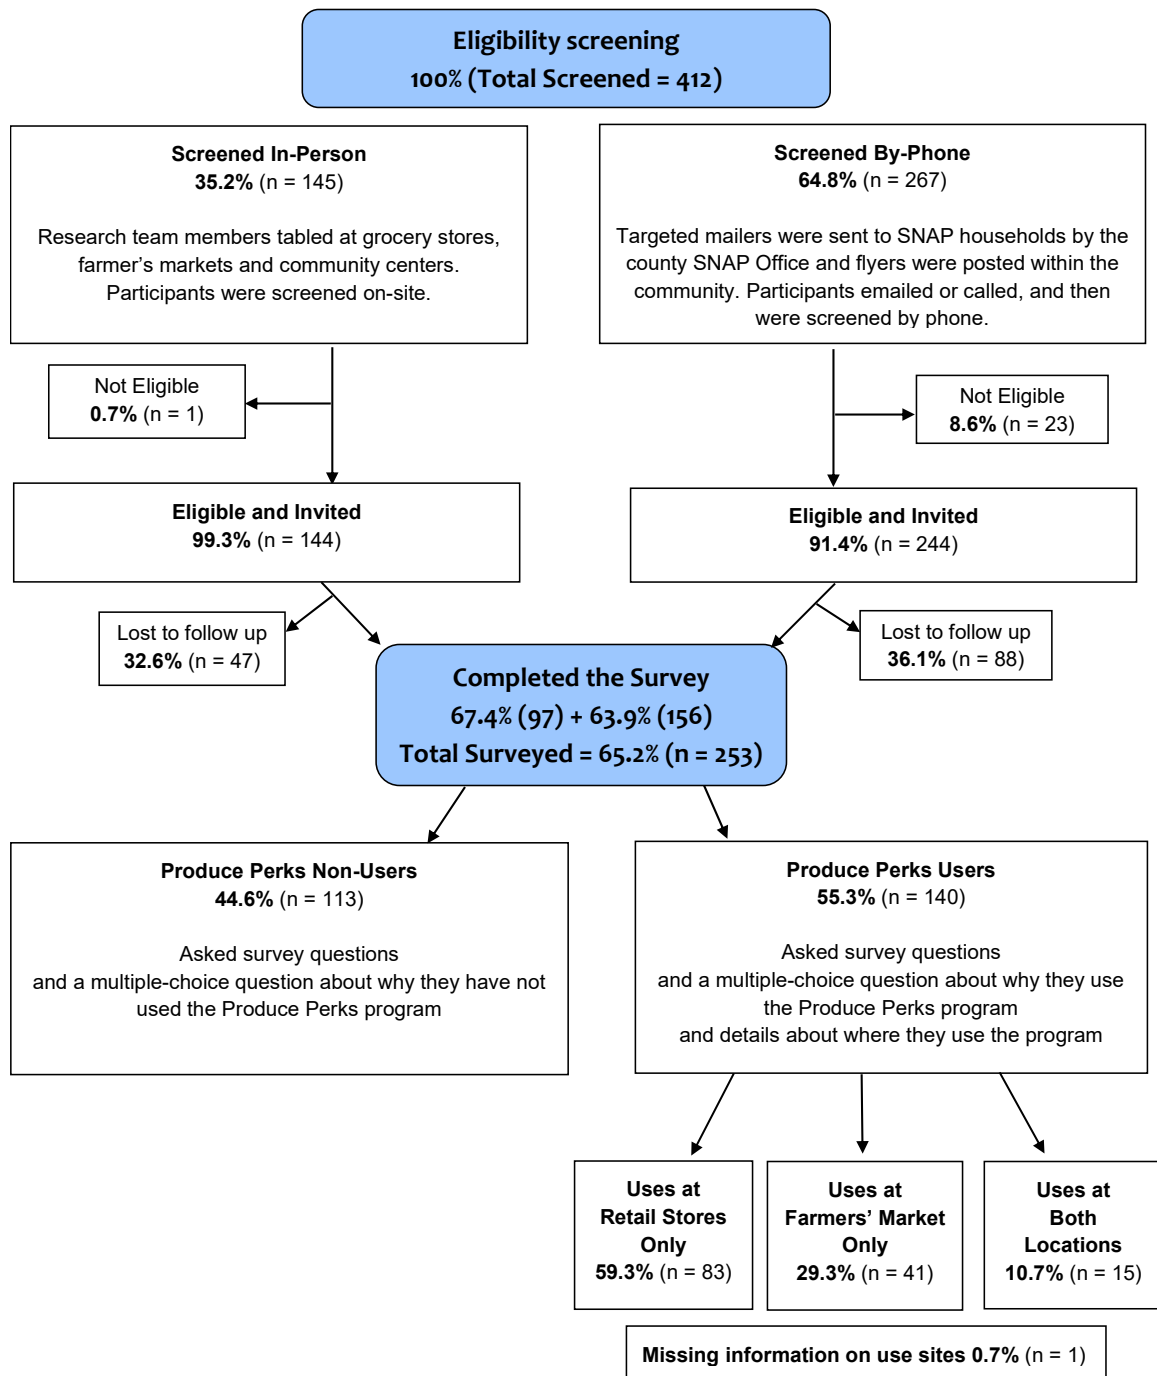 Eligibility screening
100% (Total Screened = 412)
Screened In-Person
35.2% (n = 145)
Research team members tabled at grocery stores,
farmer’s markets and community centers.
Participants were screened on-site.
Screened By-Phone
64.8% (n = 267)
Targeted mailers were sent to SNAP households by the
county SNAP Office and flyers were posted within the
community. Participants emailed or called, and then
were screened by phone.
Not Eligible
0.7% (n = 1)
Not Eligible
8.6% (n = 23)
Eligible and Invited
99.3% (n = 144)
Eligible and Invited
91.4% (n = 244)
Lost to follow up
32.6% (n = 47)
Lost to follow up
36.1% (n = 88)
Completed the Survey
67.4% (97) + 63.9% (156)
Total Surveyed = 65.2% (n = 253)
Produce Perks Non-Users
44.6% (n = 113)
Asked survey questions
and a multiple-choice question about why they have not
used the Produce Perks program
Produce Perks Users
55.3% (n = 140)
Asked survey questions
and a multiple-choice question about why they use
the Produce Perks program
and details about where they use the program
Uses at
Retail Stores
Only
59.3% (n = 83)
Uses at
Farmers’ Market
Only
29.3% (n = 41)
Uses at
Both
Locations
10.7% (n = 15)
Missing information on use sites 0.7% (n = 1)